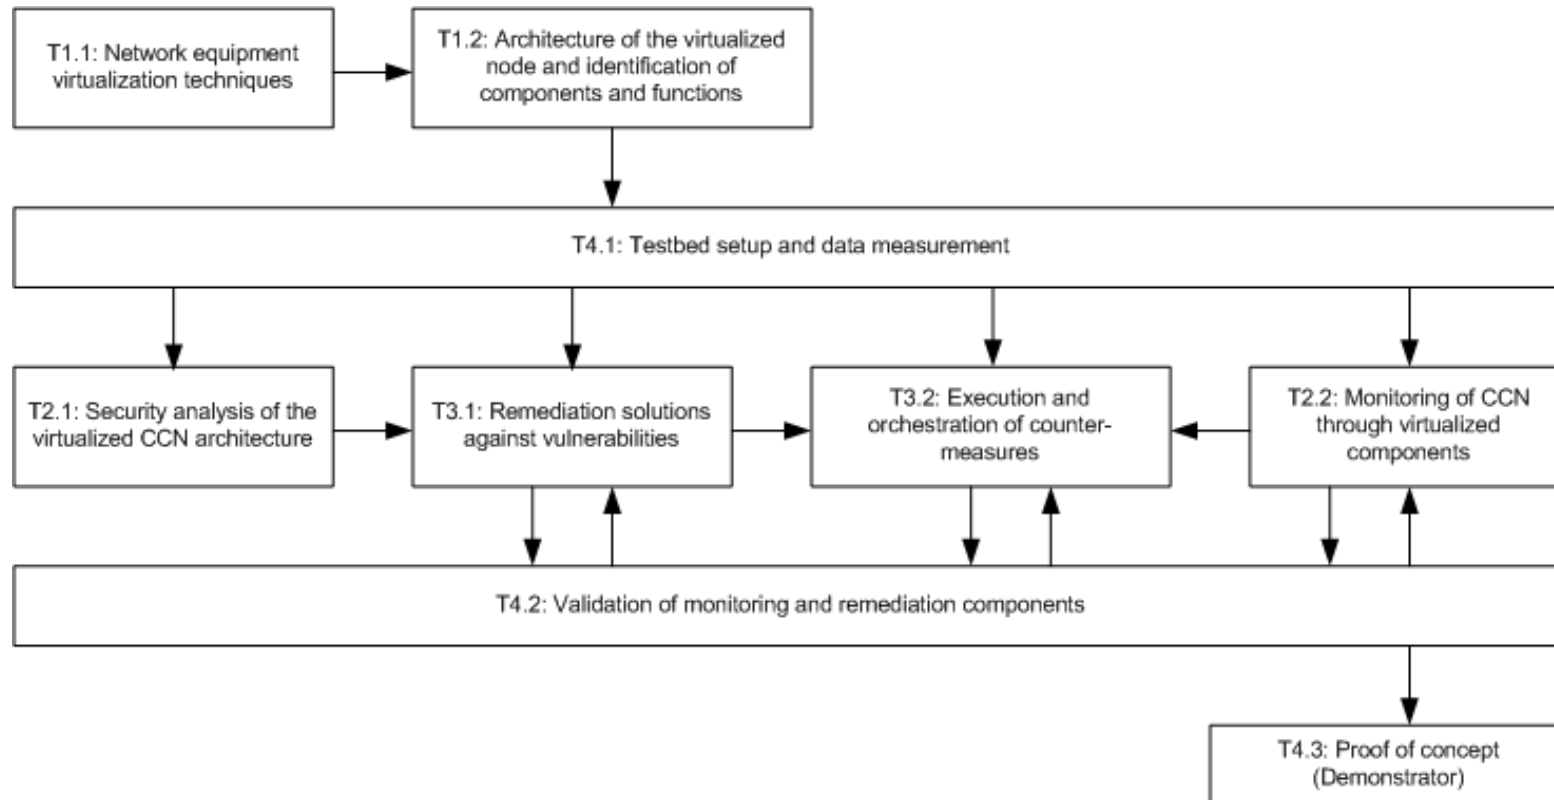 T1.1: Network equipment
virtualization techniques
T1.2: Architecture of the virtualized
node and identification of
components and functions
T4.1: Testbed setup and data measurement
T2.1: Security analysis of the
virtualized CCN architecture
T3.1: Remediation solutions
against vulnerabilities
T3.2: Execution and
orchestration of counter-
measures
T2.2: Monitoring of CCN
through virtualized
components
T4.2: Validation of monitoring and remediation components
T4.3: Proof of concept
(Demonstrator)